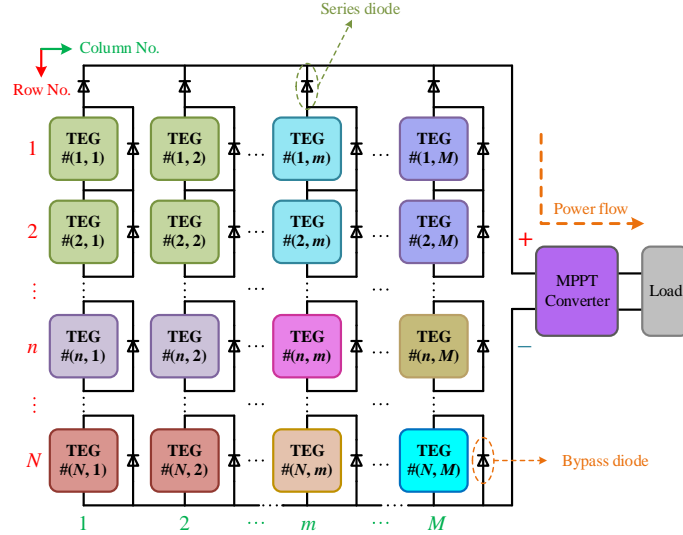 Series diode
Column No.
Row No.
1
TEG
#(1, 1)
TEG
#(1, 2)
...
TEG
#(1, m)
...
TEG
#(1, M)
2
TEG
#(2, 1)
TEG
#(2, 2)
...
TEG
#(2, m)
...
TEG
#(2, M)
Power flow
+
MPPT
Converter
Load
⋮
...
...
n
TEG
#(n, 1)
TEG
#(n, 2)
...
TEG
#(n, m)
...
TEG
#(n, M)
−
⋮
...
...
N
TEG
#(N, 1)
TEG
#(N, 2)
...
TEG
#(N, m)
...
TEG
#(N, M)
Bypass diode
1
2
...
m
...
M